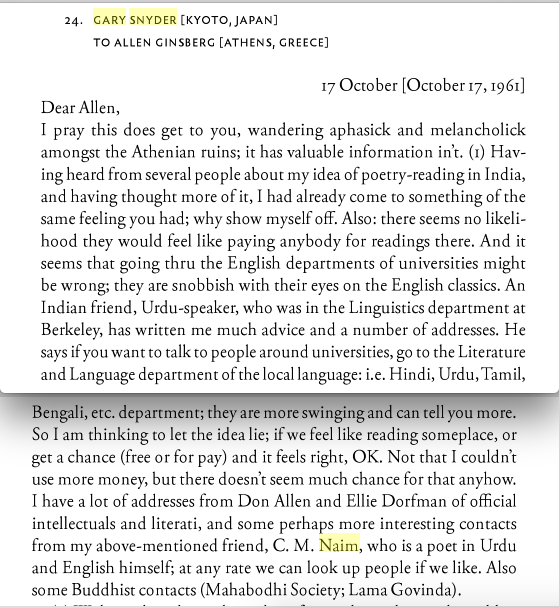 24. GARY SNYDER [KYOTO, JAPAN]
TO ALLEN GINSBERG [ATHENS, GREECE]
17 October [October 17, 1961]
Dear Allen,
I pray this does get to you, wandering aphasick and melancholick
amongst the Athenian ruins; it has valuable information in't. (1) Hav-
ing heard from several people about my idea of poetry-reading in India,
and having thought more of it, I had already come to something of the
same feeling you had; why show myself off. Also: there seems no likeli-
hood they would feel like paying anybody for readings there. And it
seems that going thru the English departments of universities might
be wrong; they are snobbish with their eyes on the English classics. An
Indian friend, Urdu-speaker, who was in the Linguistics department at
Berkeley, has written me much advice and a number of addresses. He
says if you want to talk to people around universities, go to the Literature
and Language department of the local language: i.e. Hindi, Urdu, Tamil,
Bengali, etc. department; they are more swinging and can tell you more.
So I am thinking to let the idea lie; if we feel like reading someplace, or
get a chance (free or for pay) and it feels right, OK. Not that I couldn't
use more money, but there doesn't seem much chance for that anyhow.
I have a lot of addresses from Don Allen and Ellie Dorfman of official
intellectuals and literati, and some perhaps more interesting contacts
from my above-mentioned friend, C. M. Naim, who is a poet in Urdu
and English himself; at any rate we can look up people if we like. Also
some Buddhist contacts (Mahabodhi Society; Lama Govinda).